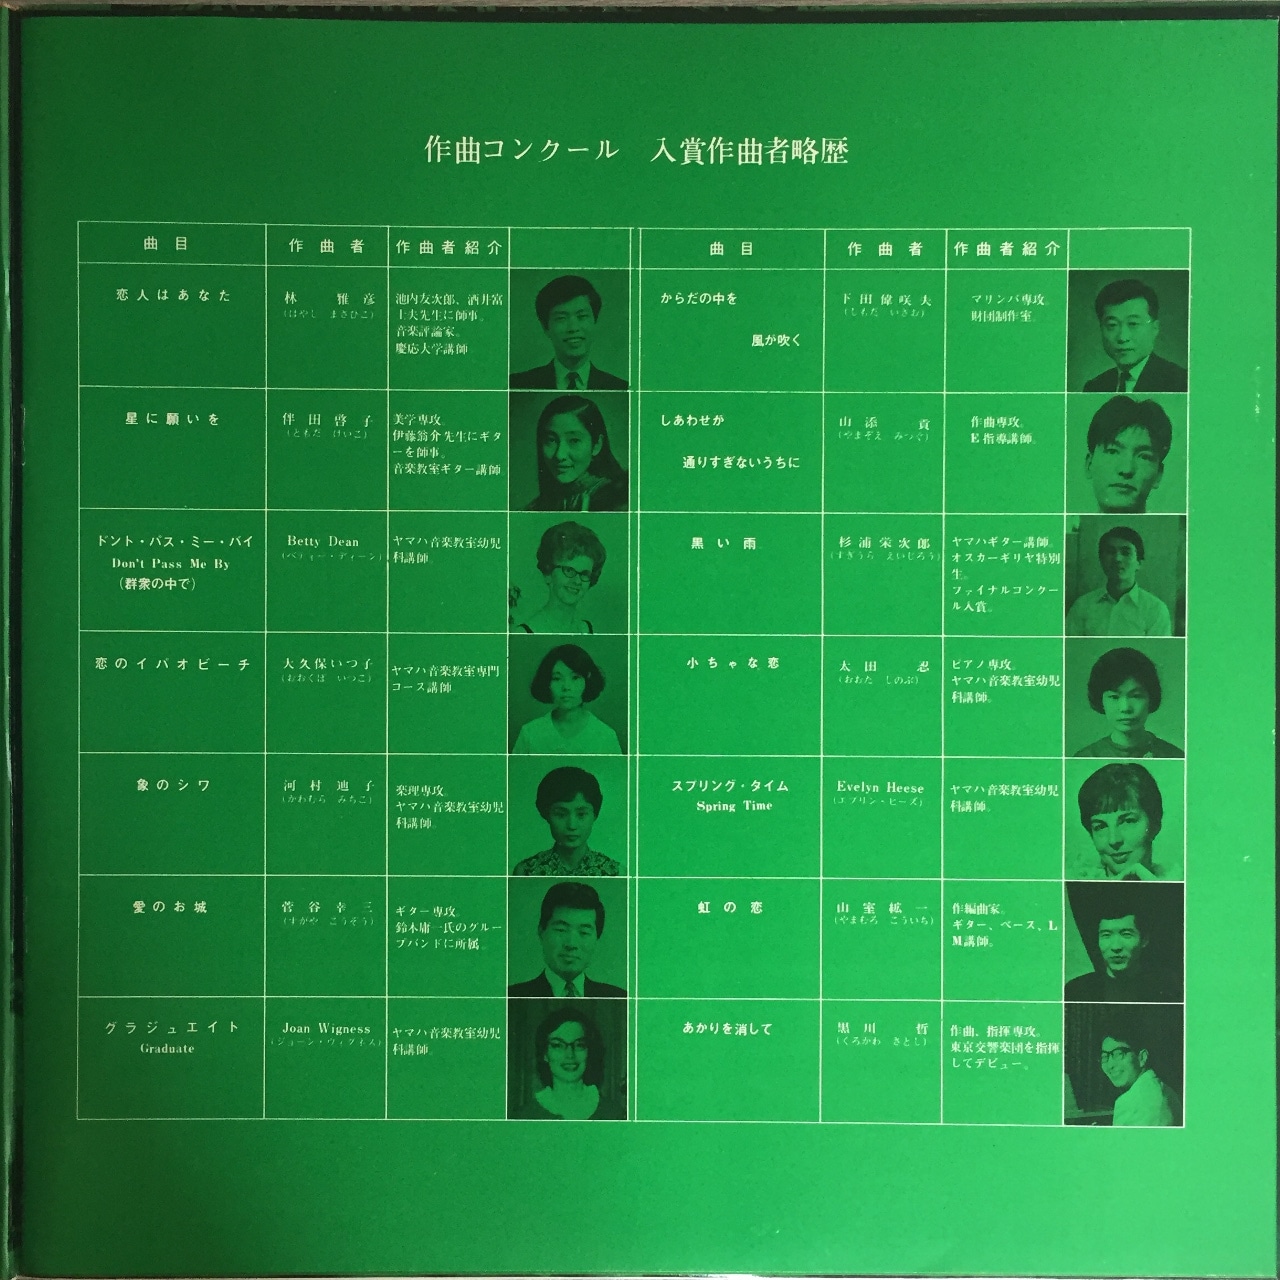 作曲コンクール 入賞作曲者略歴
曲目 作曲者 作曲者紹介
恋人はあなた
林 雅彦
(はやし まさひこ)
池内友次郎、酒井富
士夫先生に師事。
音楽評論家。
慶応大学講師
星に願いを
伴田啓子
(ともだ けいこ)
美学専攻。
伊藤翁介先生にギタ
ーを師事。
音楽教室ギター講師
ドント・パス・ミー・バイ
Don't Pass Me By
(群衆の中で)
Betty Dean
(ベティー・ディーン)
ヤマハ音楽教室幼児
科講師。
恋のイパオビーチ
大久保いつ子
(おおくぼ いつこ)
ヤマハ音楽教室専門
コース講師
象のシワ
河村迪子
(かわむら みちこ)
楽理専攻。
ヤマハ音楽教室幼児
科講師。
愛のお城
菅谷幸三
(すがや こうぞう)
ギター専攻。
鈴木庸一氏のグルー
プバンドに所属。
グラジュエイト
Graduate
Joan Wigness
(ジョーン・ウィグネス)
ヤマハ音楽教室幼児
科講師。
曲目 作曲者 作曲者紹介
からだの中を
風が吹く
下田偉咲夫
(しもだ いさお)
マリンバ専攻。
財団制作室。
しあわせが
通りすぎないうちに
山添 貢
(やまぞえ みつぐ)
作曲専攻。
E指導講師。
黒い雨
杉浦栄次郎
(すぎうら えいじろう)
ヤマハギター講師。
オスカーギリヤ特別
生。
ファイナルコンクー
ル入賞。
小ちゃな恋
太田 忍
(おおた しのぶ)
ピアノ専攻。
ヤマハ音楽教室幼児
科講師。
スプリング・タイム
Spring Time
Evelyn Heese
(エブリン・ヒーズ)
ヤマハ音楽教室幼児
科講師。
虹の恋
山室紘一
(やまむろ こういち)
作編曲家。
ギター、ベース、L
M講師。
あかりを消して
黒川 哲
(くろかわ さとし)
作曲、指揮専攻。
東京交響楽団を指揮
してデビュー。